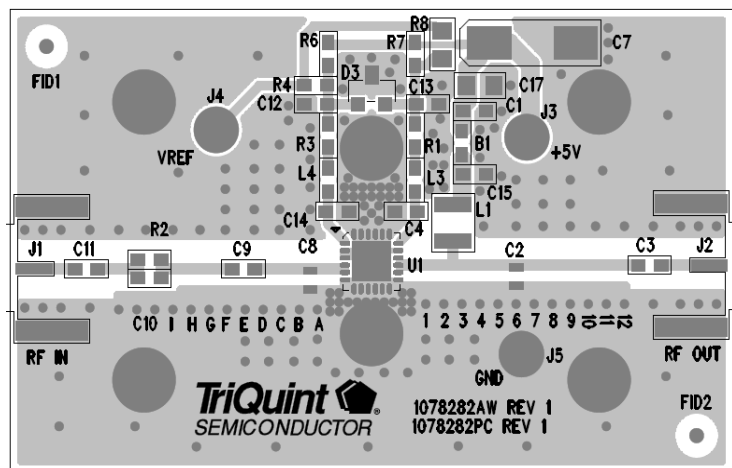 R8
R6 R7 C7
FID1 D3
R4 C17
J4 C12 C13 C1 J3
VREF R3 R1 B1 +5V
L4 L3 C15
C14 C4 L1
J1 C11 R2 C9 C8 U1 C2 C3 J2
C10 I H G F E D C B A 1 2 3 4 5 6 7 8 9 10 11 12
RF IN J5 RF OUT
GND
TriQuint
SEMICONDUCTOR
1078282AW REV 1
1078282PC REV 1
FID2